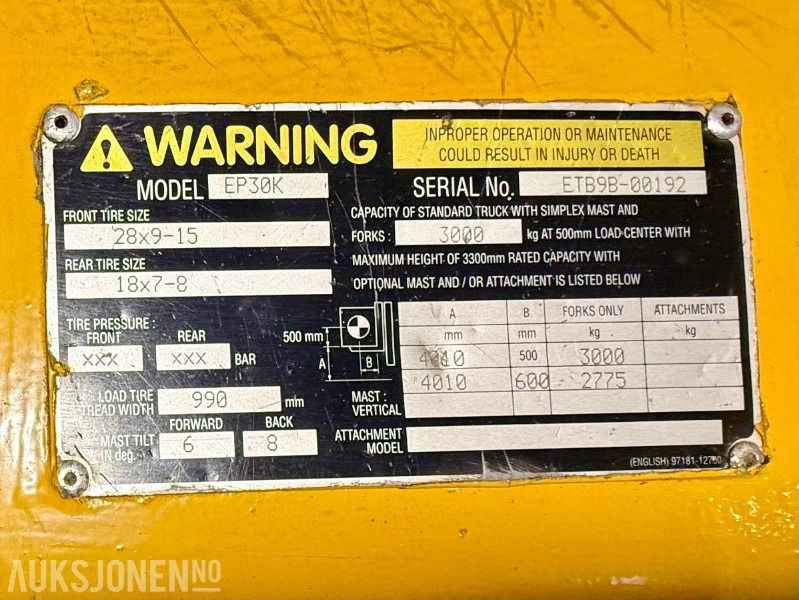 WARNING
INPROPER OPERATION OR MAINTENANCE
COULD RESULT IN INJURY OR DEATH
MODEL EP30K
SERIAL No. ETB9B-00192
FRONT TIRE SIZE
28x9-15
REAR TIRE SIZE
18x7-8
CAPACITY OF STANDARD TRUCK WITH SIMPLEX MAST AND
FORKS : 3000 kg AT 500mm LOAD CENTER WITH
MAXIMUM HEIGHT OF 3300mm RATED CAPACITY WITH
OPTIONAL MAST AND / OR ATTACHMENT IS LISTED BELOW
TIRE PRESSURE :
FRONT REAR
xxx xxx BAR
LOAD TIRE
TREAD WIDTH 990 mm
FORWARD BACK
MAST TILT
IN deg. 6 8
500 mm
A
B
A B FORKS ONLY ATTACHMENTS
mm mm kg kg
4010 500 3000
4010 600 2775
MAST :
VERTICAL
ATTACHMENT
MODEL
(ENGLISH) 97181-12700
AUKSJONEN.NO